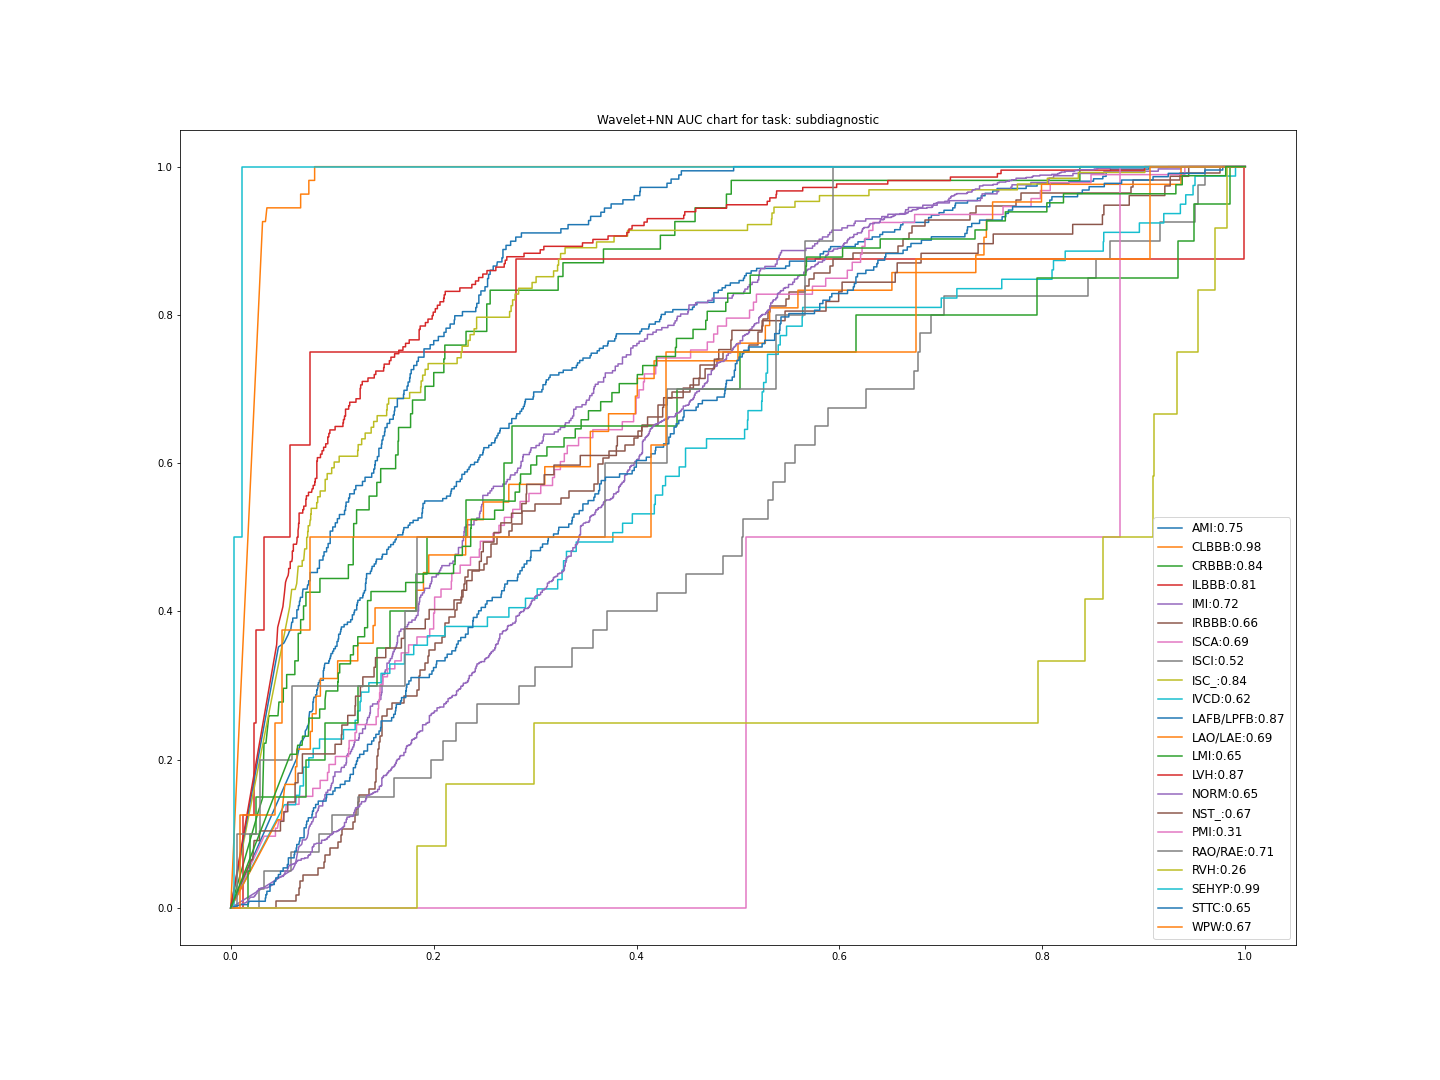 Wavelet+NN AUC chart for task: subdiagnostic
1.0
0.8
0.6
0.4
0.2
0.0
0.0 0.2 0.4 0.6 0.8 1.0
AMI:0.75
CLBBB:0.98
CRBBB:0.84
ILBBB:0.81
IMI:0.72
IRBBB:0.66
ISCA:0.69
ISCI:0.52
ISC_:0.84
IVCD:0.62
LAFB/LPFB:0.87
LAO/LAE:0.69
LMI:0.65
LVH:0.87
NORM:0.65
NST_:0.67
PMI:0.31
RAO/RAE:0.71
RVH:0.26
SEHYP:0.99
STTC:0.65
WPW:0.67